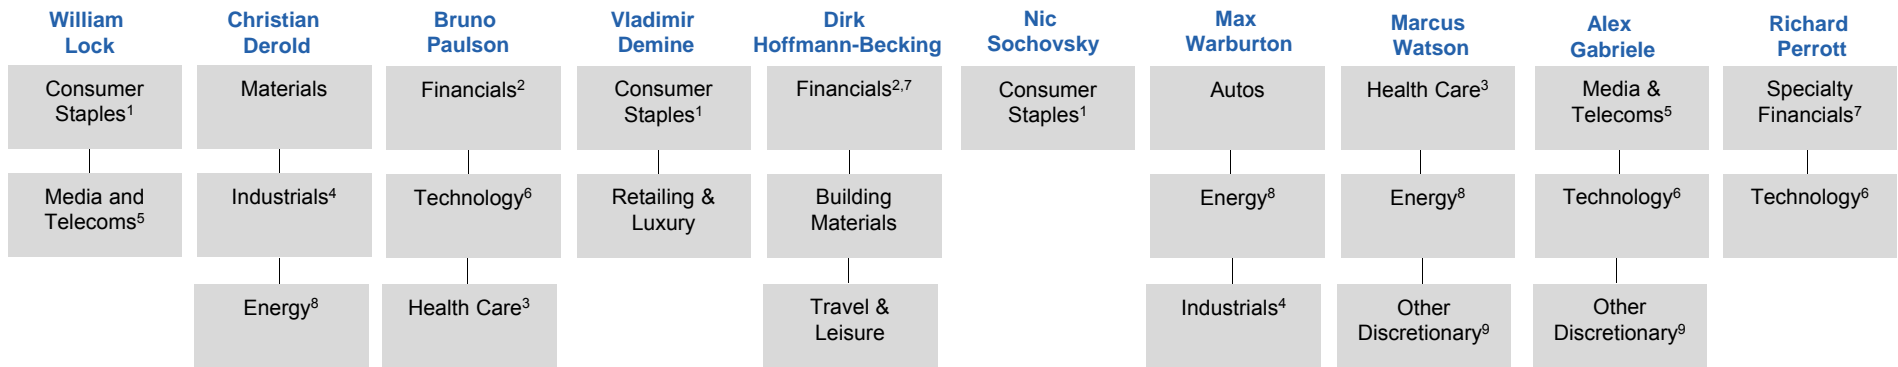 William
Lock
Christian
Derold
Bruno
Paulson
Vladimir
Demine
Dirk
Hoffmann-Becking
Nic
Sochovsky
Max
Warburton
Marcus
Watson
Alex
Gabriele
Richard
Perrott
Consumer
Staples¹
Materials
Financials²
Consumer
Staples¹
Financials²,⁷
Consumer
Staples¹
Autos
Health Care³
Media &
Telecoms⁵
Specialty
Financials⁷
Media and
Telecoms⁵
Industrials⁴
Technology⁶
Retailing &
Luxury
Building
Materials
Energy⁸
Energy⁸
Technology⁶
Technology⁶
Energy⁸
Health Care³
Travel &
Leisure
Industrials⁴
Other
Discretionary⁹
Other
Discretionary⁹